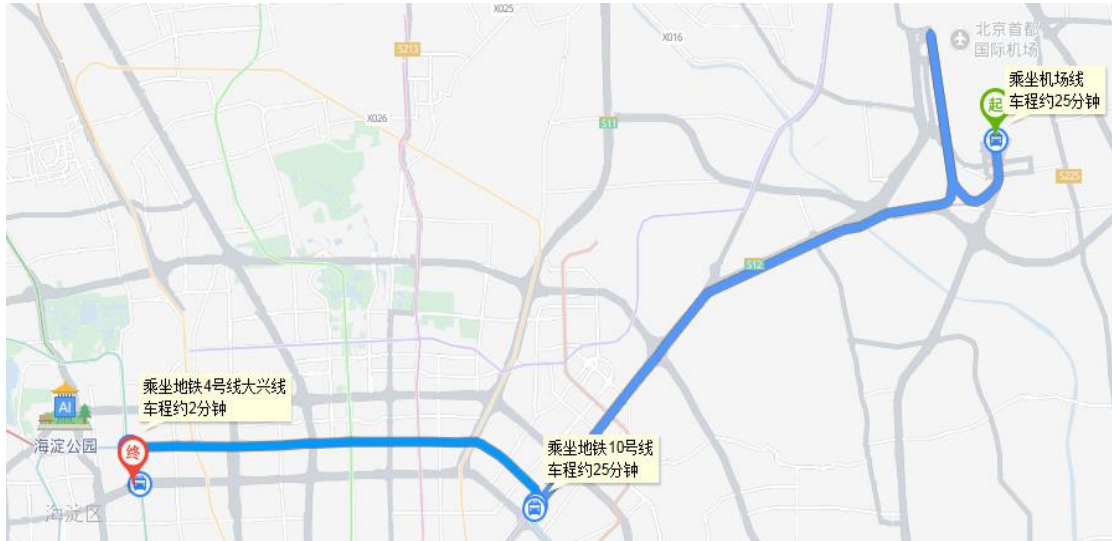 X025
S213
X016
北京首都
国际机场
乘坐机场线
车程约25分钟
起
X026
S11
S225
S12
乘坐地铁4号线大兴线
车程约2分钟
AI
海淀公园
终
乘坐地铁10号线
车程约25分钟
海淀区